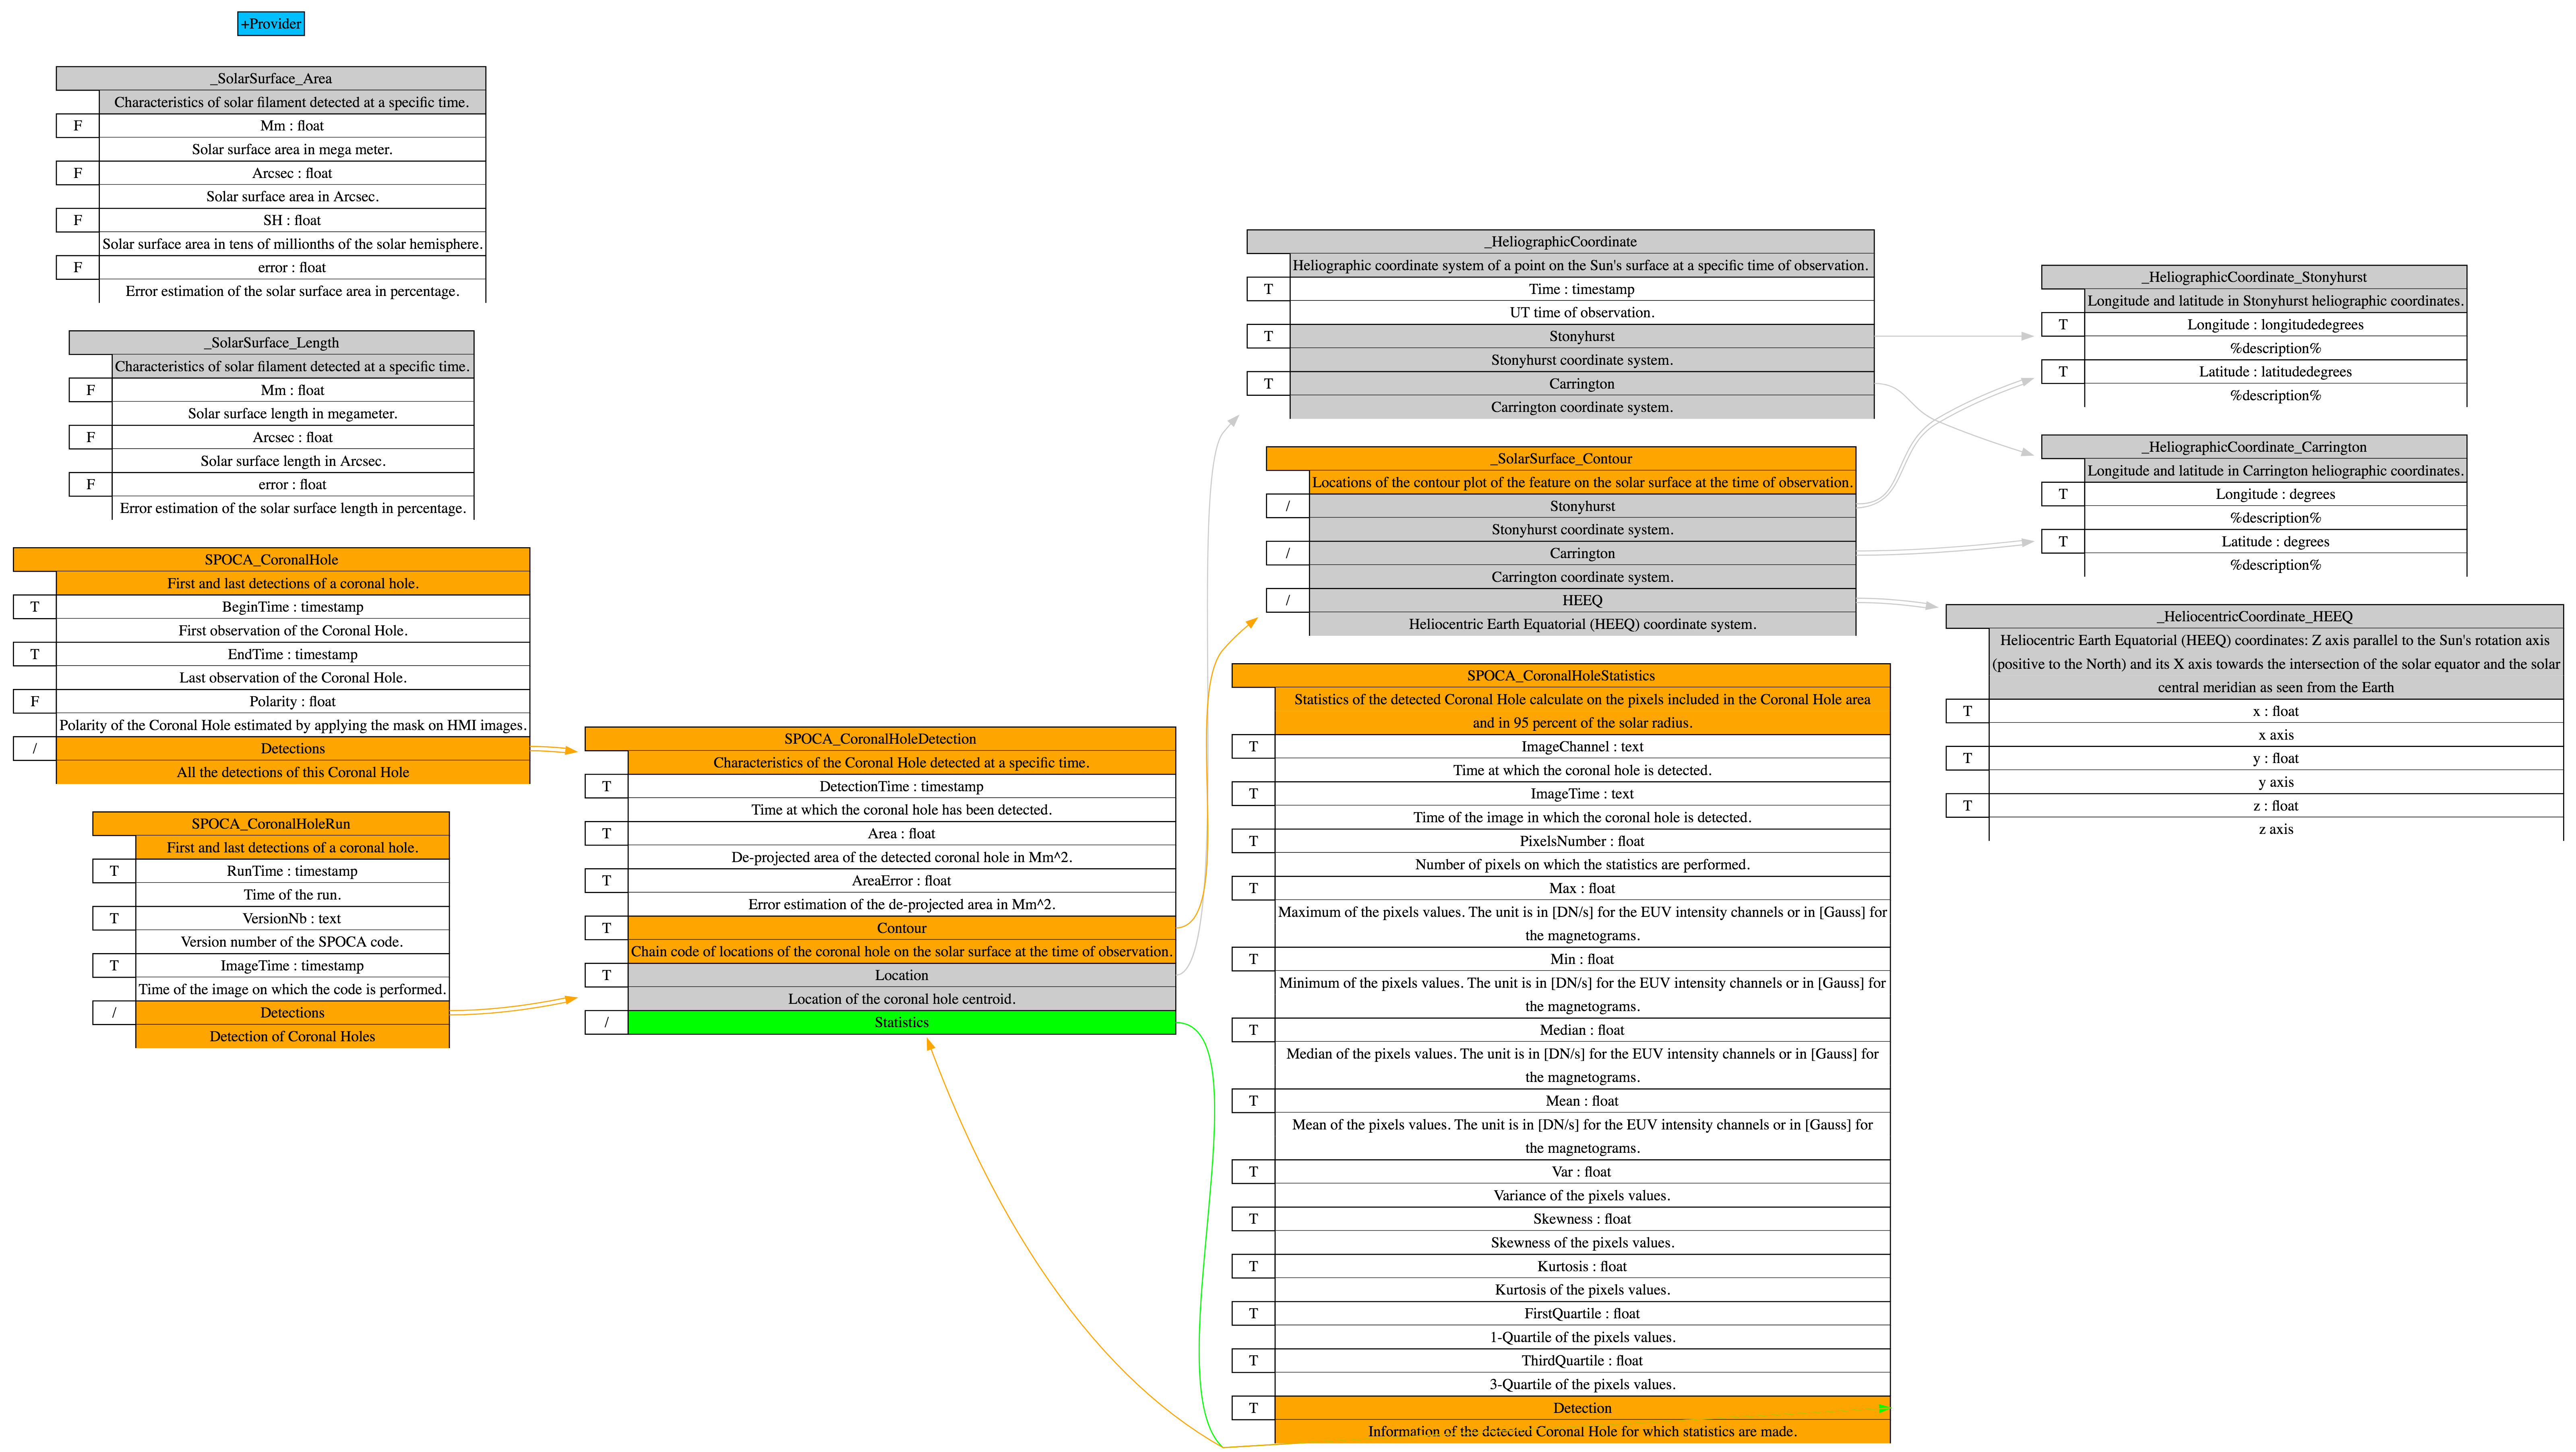 +Provider
_SolarSurface_Area
Characteristics of solar filament detected at a specific time.
F Mm : float
Solar surface area in mega meter.
F Arcsec : float
Solar surface area in Arcsec.
F SH : float
Solar surface area in tens of millionths of the solar hemisphere.
F error : float
Error estimation of the solar surface area in percentage.
_SolarSurface_Length
Characteristics of solar filament detected at a specific time.
F Mm : float
Solar surface length in megameter.
F Arcsec : float
Solar surface length in Arcsec.
F error : float
Error estimation of the solar surface length in percentage.
SPOCA_CoronalHole
First and last detections of a coronal hole.
T BeginTime : timestamp
First observation of the Coronal Hole.
T EndTime : timestamp
Last observation of the Coronal Hole.
F Polarity : float
Polarity of the Coronal Hole estimated by applying the mask on HMI images.
/ Detections
All the detections of this Coronal Hole
SPOCA_CoronalHoleRun
First and last detections of a coronal hole.
T RunTime : timestamp
Time of the run.
T VersionNb : text
Version number of the SPOCA code.
T ImageTime : timestamp
Time of the image on which the code is performed.
/ Detections
Detection of Coronal Holes
SPOCA_CoronalHoleDetection
Characteristics of the Coronal Hole detected at a specific time.
T DetectionTime : timestamp
Time at which the coronal hole has been detected.
T Area : float
De-projected area of the detected coronal hole in Mm^2.
T AreaError : float
Error estimation of the de-projected area in Mm^2.
T Contour
Chain code of locations of the coronal hole on the solar surface at the time of observation.
T Location
Location of the coronal hole centroid.
/ Statistics
_HeliographicCoordinate
Heliographic coordinate system of a point on the Sun's surface at a specific time of observation.
T Time : timestamp
UT time of observation.
T Stonyhurst
Stonyhurst coordinate system.
T Carrington
Carrington coordinate system.
_SolarSurface_Contour
Locations of the contour plot of the feature on the solar surface at the time of observation.
/ Stonyhurst
Stonyhurst coordinate system.
/ Carrington
Carrington coordinate system.
/ HEEQ
Heliocentric Earth Equatorial (HEEQ) coordinate system.
SPOCA_CoronalHoleStatistics
Statistics of the detected Coronal Hole calculate on the pixels included in the Coronal Hole area
and in 95 percent of the solar radius.
T ImageChannel : text
Time at which the coronal hole is detected.
T ImageTime : text
Time of the image in which the coronal hole is detected.
T PixelsNumber : float
Number of pixels on which the statistics are performed.
T Max : float
Maximum of the pixels values. The unit is in [DN/s] for the EUV intensity channels or in [Gauss] for
the magnetograms.
T Min : float
Minimum of the pixels values. The unit is in [DN/s] for the EUV intensity channels or in [Gauss] for
the magnetograms.
T Median : float
Median of the pixels values. The unit is in [DN/s] for the EUV intensity channels or in [Gauss] for
the magnetograms.
T Mean : float
Mean of the pixels values. The unit is in [DN/s] for the EUV intensity channels or in [Gauss] for
the magnetograms.
T Var : float
Variance of the pixels values.
T Skewness : float
Skewness of the pixels values.
T Kurtosis : float
Kurtosis of the pixels values.
T FirstQuartile : float
1-Quartile of the pixels values.
T ThirdQuartile : float
3-Quartile of the pixels values.
T Detection
Information of the detected Coronal Hole for which statistics are made.
_HeliographicCoordinate_Stonyhurst
Longitude and latitude in Stonyhurst heliographic coordinates.
T Longitude : longitudedegrees
%description%
T Latitude : latitudedegrees
%description%
_HeliographicCoordinate_Carrington
Longitude and latitude in Carrington heliographic coordinates.
T Longitude : degrees
%description%
T Latitude : degrees
%description%
_HeliocentricCoordinate_HEEQ
Heliocentric Earth Equatorial (HEEQ) coordinates: Z axis parallel to the Sun's rotation axis
(positive to the North) and its X axis towards the intersection of the solar equator and the solar
central meridian as seen from the Earth
T x : float
x axis
T y : float
y axis
T z : float
z axis